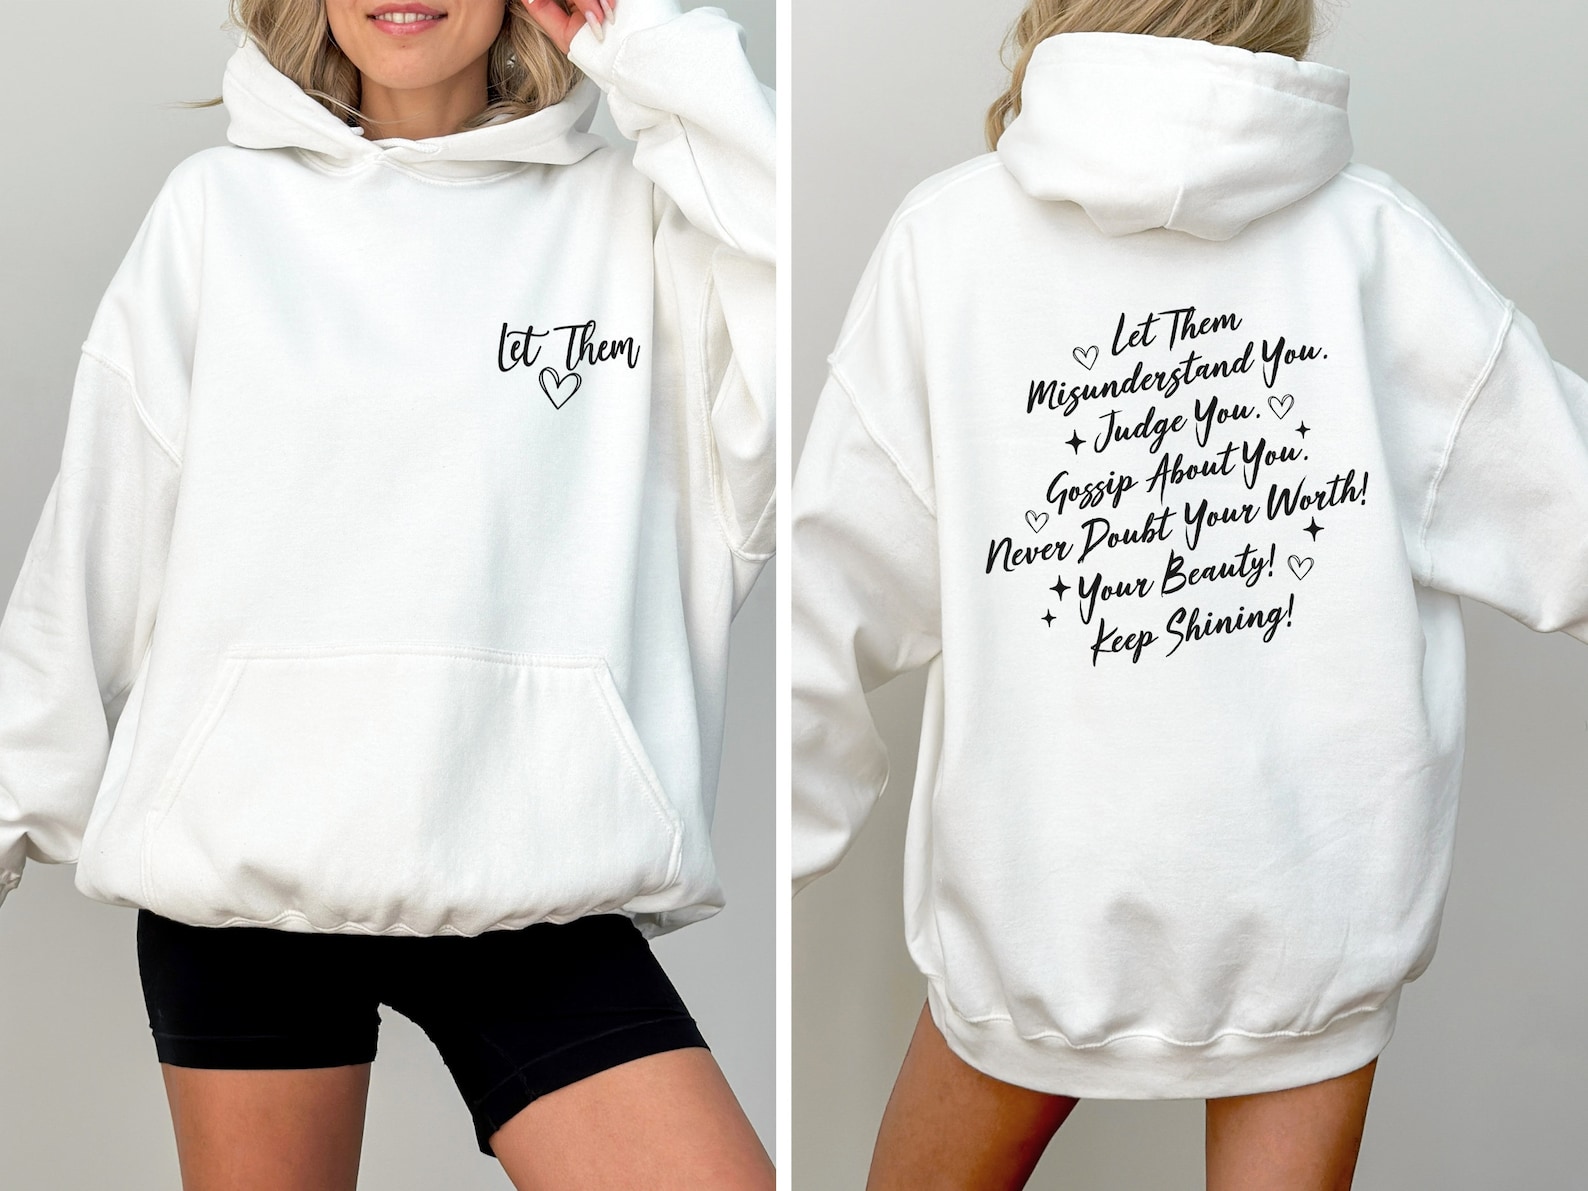 Let Them
Let Them
Misunderstand You.
Judge You.
Gossip About You.
Never Doubt Your Worth!
Your Beauty!
Keep Shining!